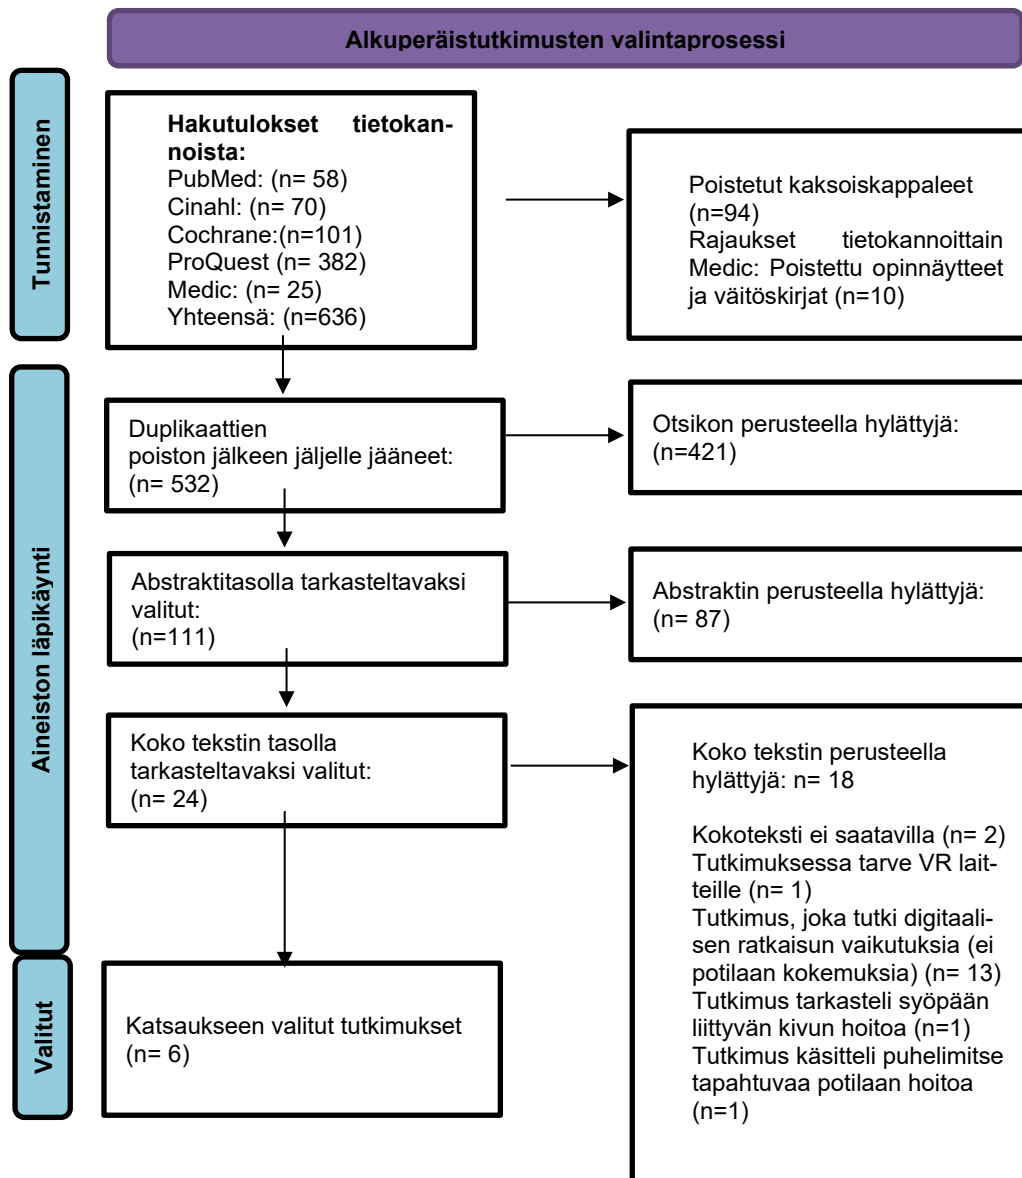 Alkuperäistutkimusten valintaprosessi
Tunnistaminen
Hakutulokset tietokan-
noista:
PubMed: (n= 58)
Cinahl: (n= 70)
Cochrane:(n=101)
ProQuest (n= 382)
Medic: (n= 25)
Yhteensä: (n=636)
Poistetut kaksoiskappaleet
(n=94)
Rajaukset tietokannoittain
Medic: Poistettu opinnäytteet
ja väitöskirjat (n=10)
Aineiston läpikäynti
Duplikaattien
poiston jälkeen jäljelle jääneet:
(n= 532)
Otsikon perusteella hylättyjä:
(n=421)
Abstraktitasolla tarkasteltavaksi
valitut:
(n=111)
Abstraktin perusteella hylättyjä:
(n= 87)
Koko tekstin tasolla
tarkasteltavaksi valitut:
(n= 24)
Koko tekstin perusteella
hylättyjä: n= 18
Kokoteksti ei saatavilla (n= 2)
Tutkimuksessa tarve VR lait-
teille (n= 1)
Tutkimus, joka tutki digitaali-
sen ratkaisun vaikutuksia (ei
potilaan kokemuksia) (n= 13)
Tutkimus tarkasteli syöpään
liittyvän kivun hoitoa (n=1)
Tutkimus käsitteli puhelimitse
tapahtuvaa potilaan hoitoa
(n=1)
Valitut
Katsaukseen valitut tutkimukset
(n= 6)